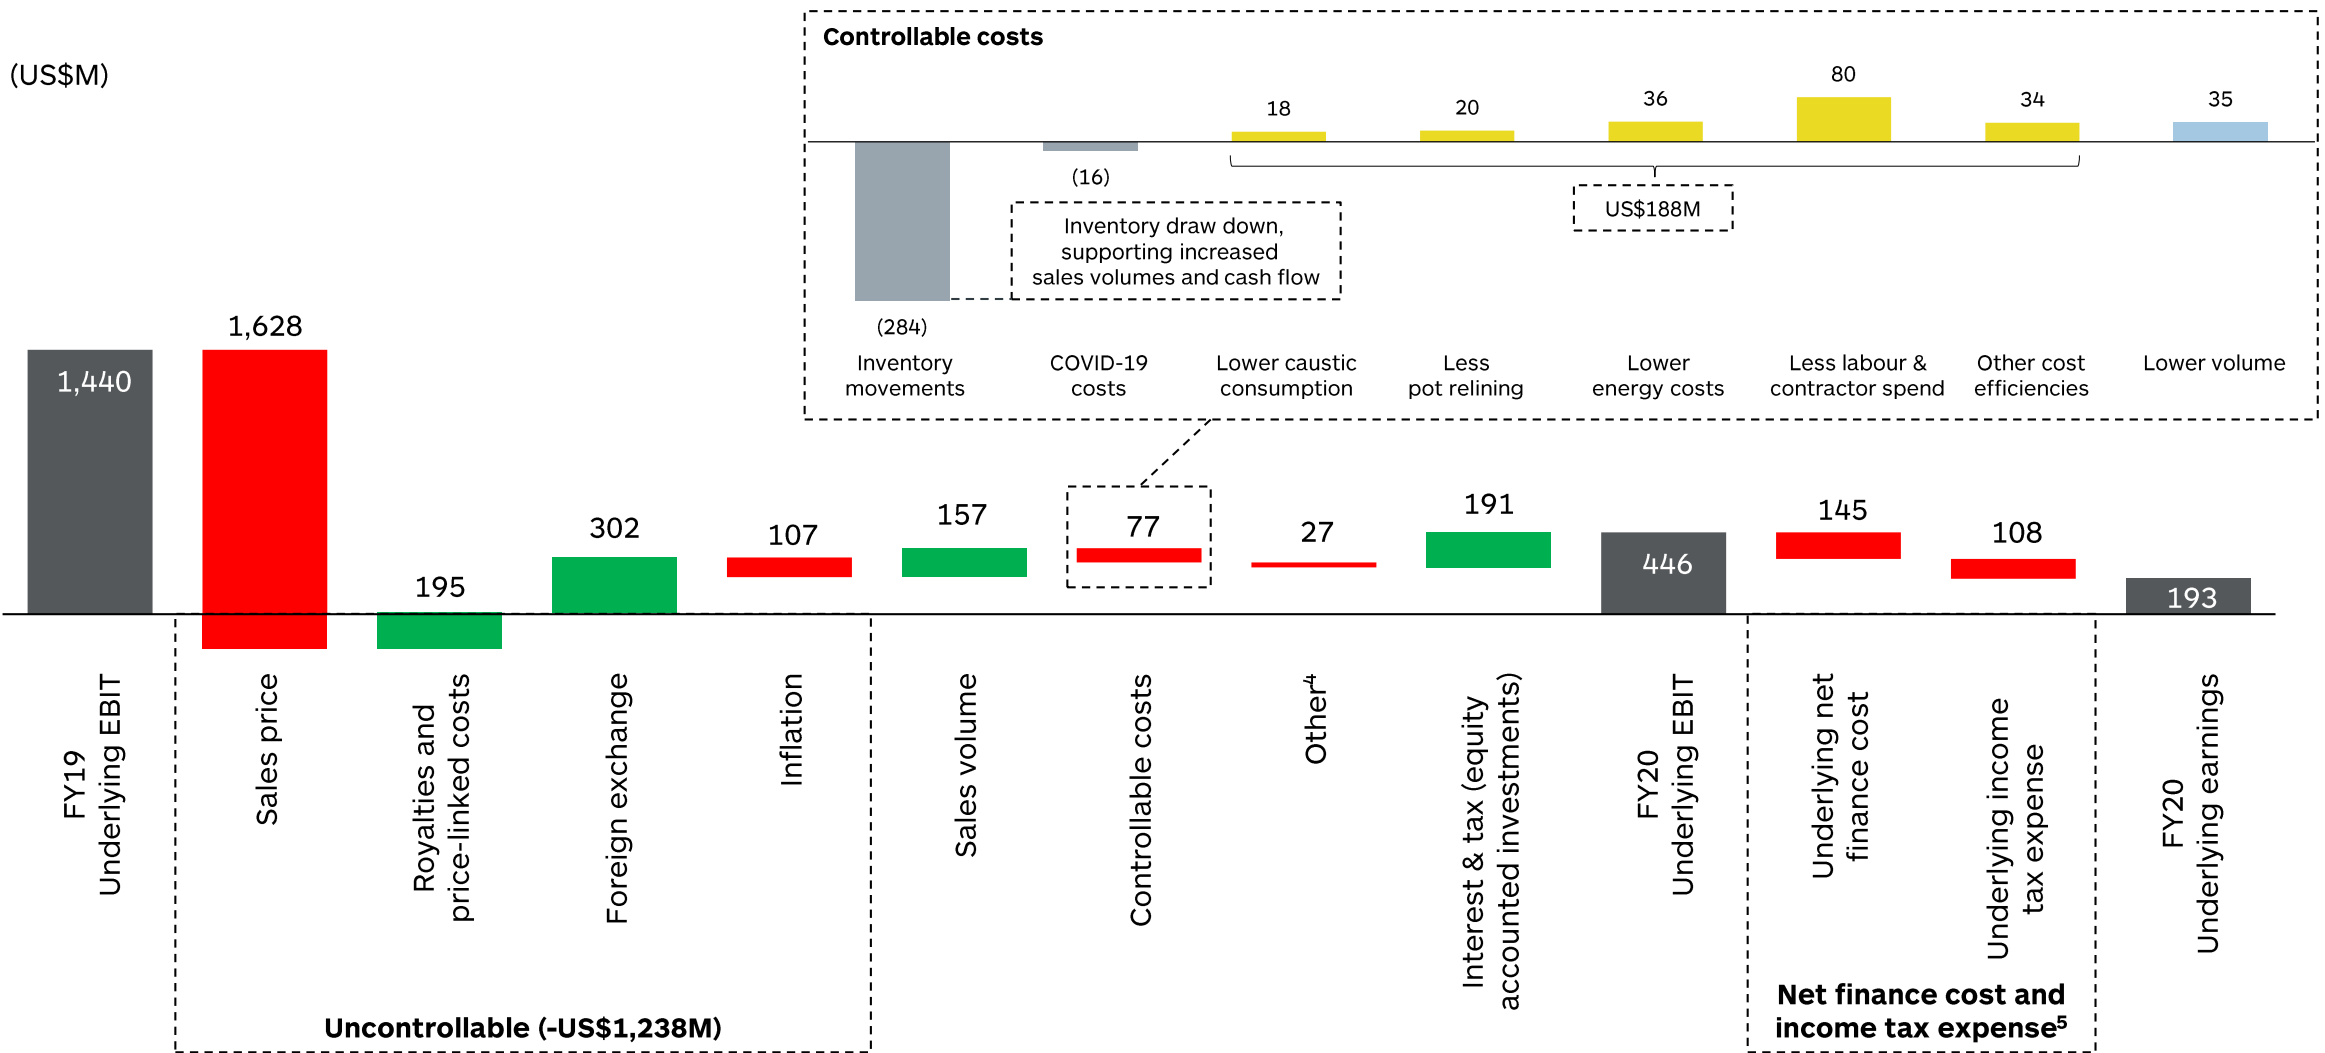 Controllable costs
(US$M)
80
36
34
35
18
20
(16)
US$188M
Inventory draw down,
supporting increased
sales volumes and cash flow
(284)
Inventory
movements
COVID-19
costs
Lower caustic
consumption
Less
pot relining
Lower
energy costs
Less labour &
contractor spend
Other cost
efficiencies
Lower volume
1,440
1,628
195
302
107
157
77
27
191
446
145
108
193
FY19
Underlying EBIT
Sales price
Royalties and
price-linked costs
Foreign exchange
Inflation
Sales volume
Controllable costs
Other⁴
Interest & tax (equity
accounted investments)
FY20
Underlying EBIT
Underlying net
finance cost
Underlying income
tax expense
FY20
Underlying earnings
Uncontrollable (-US$1,238M)
Net finance cost and
income tax expense⁵